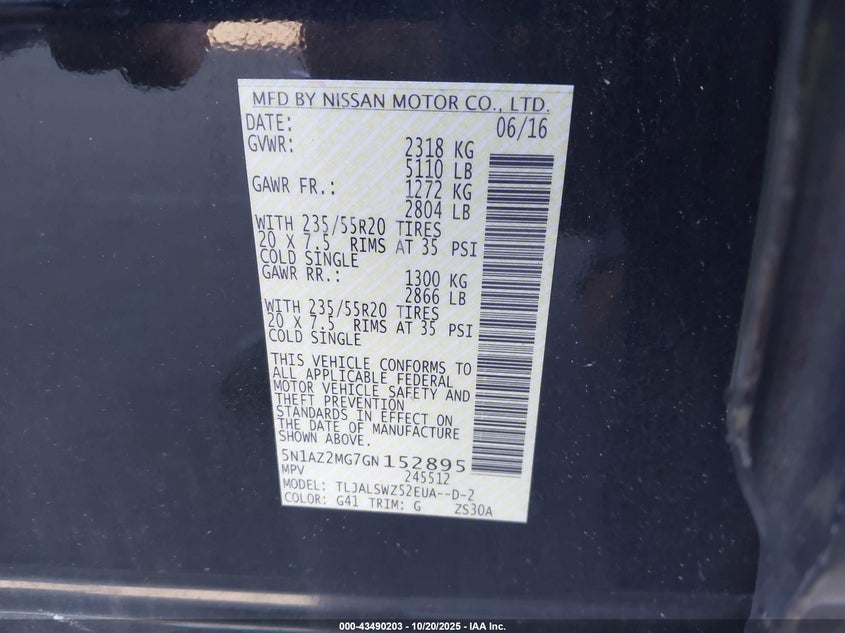 MFD BY NISSAN MOTOR CO., LTD.
DATE: 06/16
GVWR: 2318 KG
5110 LB
GAWR FR.: 1272 KG
2804 LB
WITH 235/55R20 TIRES
20 X 7.5 RIMS AT 35 PSI
COLD SINGLE
GAWR RR.: 1300 KG
2866 LB
WITH 235/55R20 TIRES
20 X 7.5 RIMS AT 35 PSI
COLD SINGLE
THIS VEHICLE CONFORMS TO
ALL APPLICABLE FEDERAL
MOTOR VEHICLE SAFETY AND
THEFT PREVENTION
STANDARDS IN EFFECT ON
THE DATE OF MANUFACTURE
SHOWN ABOVE.
5N1AZ2MG7GN152895
MPV 245512
MODEL: TLJALSWZ52EUA--D-2
COLOR: G41 TRIM: G ZS30A
000-43490203 - 10/20/2025 - IAA Inc.